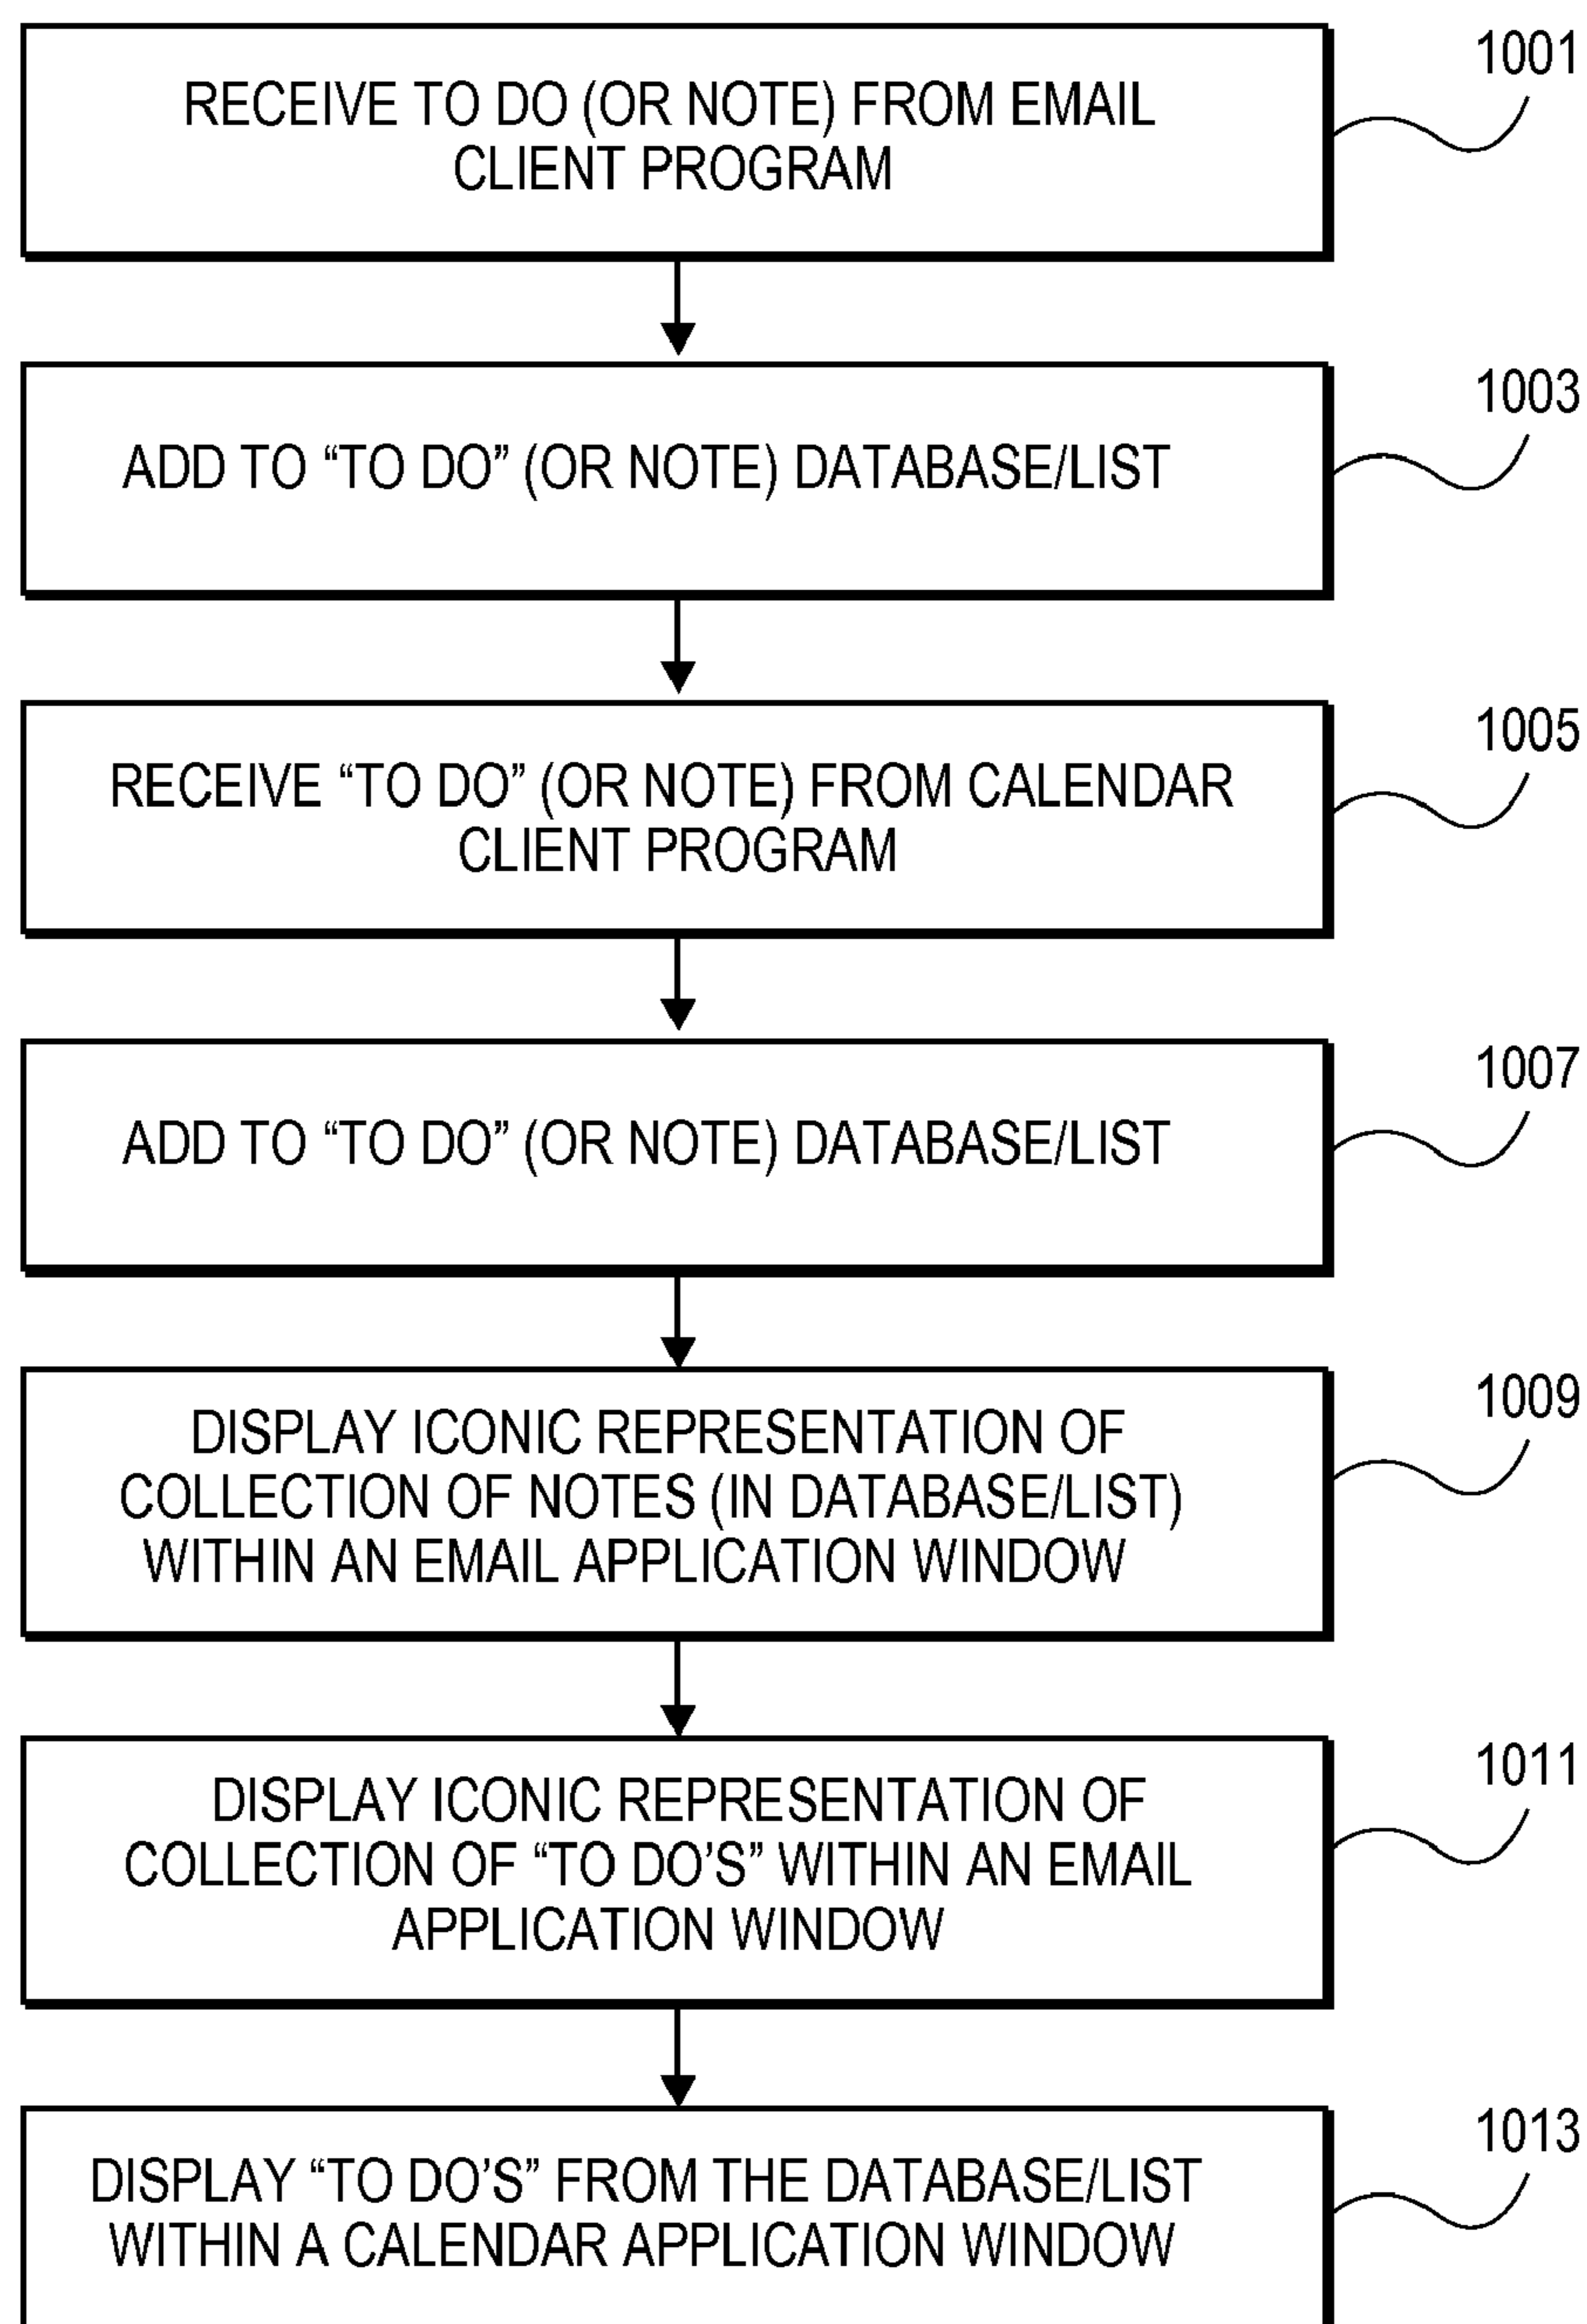 RECEIVE TO DO (OR NOTE) FROM EMAIL
CLIENT PROGRAM
1001
ADD TO “TO DO” (OR NOTE) DATABASE/LIST
1003
RECEIVE “TO DO” (OR NOTE) FROM CALENDAR
CLIENT PROGRAM
1005
ADD TO “TO DO” (OR NOTE) DATABASE/LIST
1007
DISPLAY ICONIC REPRESENTATION OF
COLLECTION OF NOTES (IN DATABASE/LIST)
WITHIN AN EMAIL APPLICATION WINDOW
1009
DISPLAY ICONIC REPRESENTATION OF
COLLECTION OF “TO DO’S” WITHIN AN EMAIL
APPLICATION WINDOW
1011
DISPLAY “TO DO’S” FROM THE DATABASE/LIST
WITHIN A CALENDAR APPLICATION WINDOW
1013